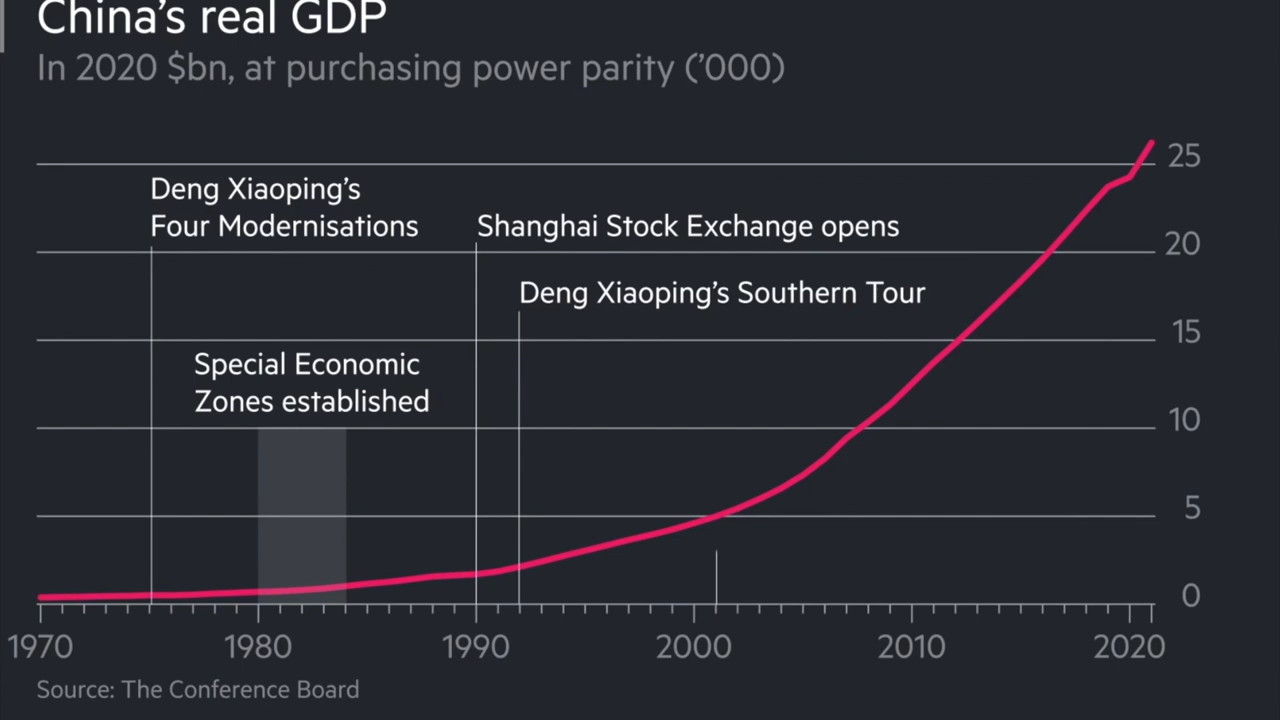 China’s real GDP
In 2020 $bn, at purchasing power parity (’000)
25
Deng Xiaoping’s
Four Modernisations
Shanghai Stock Exchange opens
20
Deng Xiaoping’s Southern Tour
15
Special Economic
Zones established
10
5
0
1970 1980 1990 2000 2010 2020
Source: The Conference Board